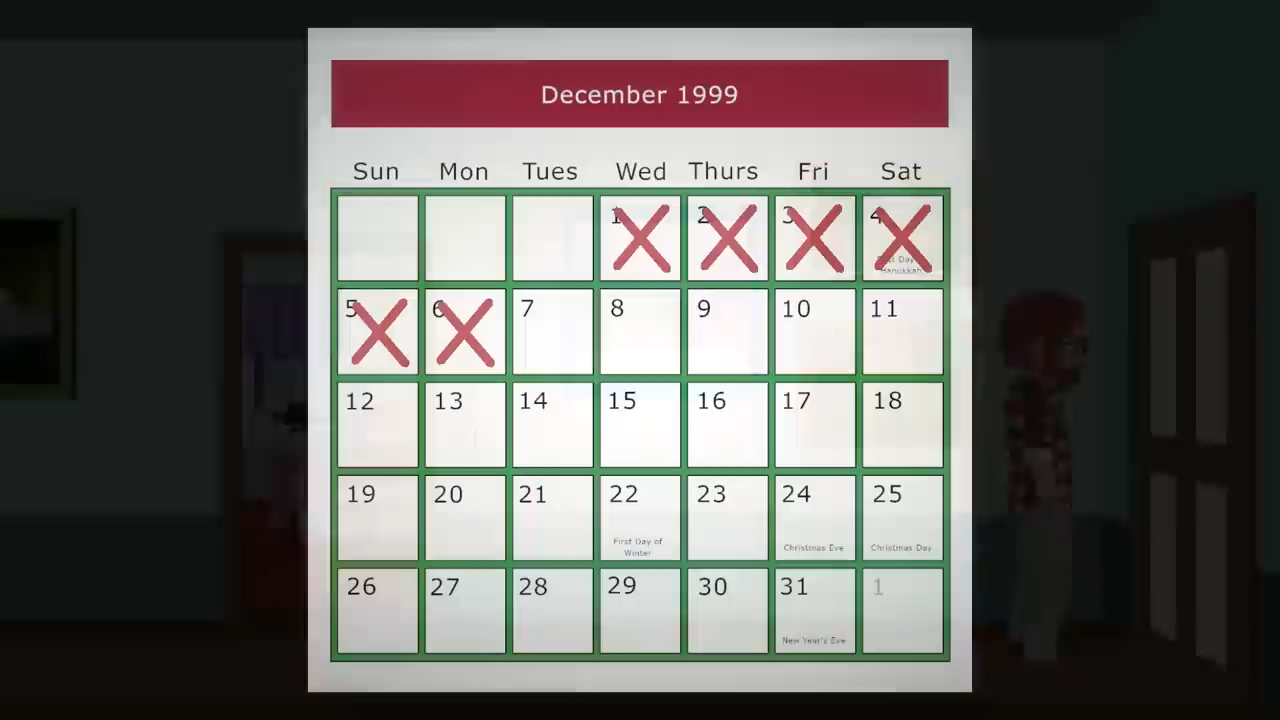 December 1999
Sun Mon Tues Wed Thurs Fri Sat
1 2 3 4
Day
Hanukkah
5 6 7 8 9 10 11
12 13 14 15 16 17 18
19 20 21 22 23 24 25
First Day of
Winter
Christmas Eve
Christmas Day
26 27 28 29 30 31 1
New Year's Eve